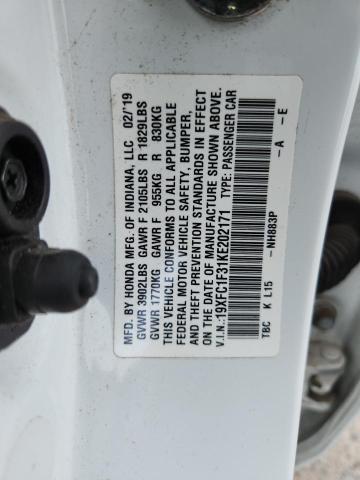 MFD. BY HONDA MFG. OF INDIANA, LLC 02/'19
GVWR 3902LBS GAWR F 2105LBS R 1829LBS
GVWR 1770KG GAWR F 955KG R 830KG
THIS VEHICLE CONFORMS TO ALL APPLICABLE
FEDERAL MOTOR VEHICLE SAFETY, BUMPER,
AND THEFT PREVENTION STANDARDS IN EFFECT
ON THE DATE OF MANUFACTURE SHOWN ABOVE.
V.I.N.:19XFC1F31KE202171 TYPE: PASSENGER CAR
TBC K L15 – NH883P – A – E